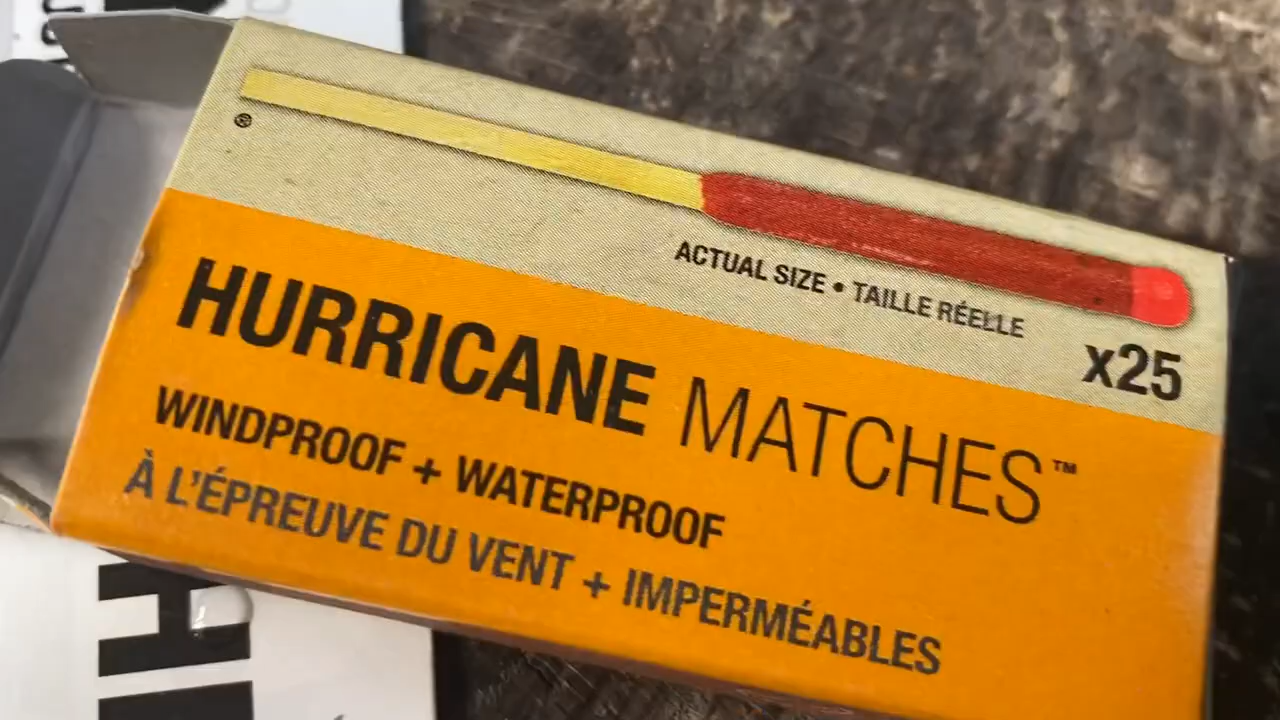 ®
ACTUAL SIZE • TAILLE RÉELLE
x25
HURRICANE MATCHES™
WINDPROOF + WATERPROOF
À L'ÉPREUVE DU VENT + IMPERMÉABLES